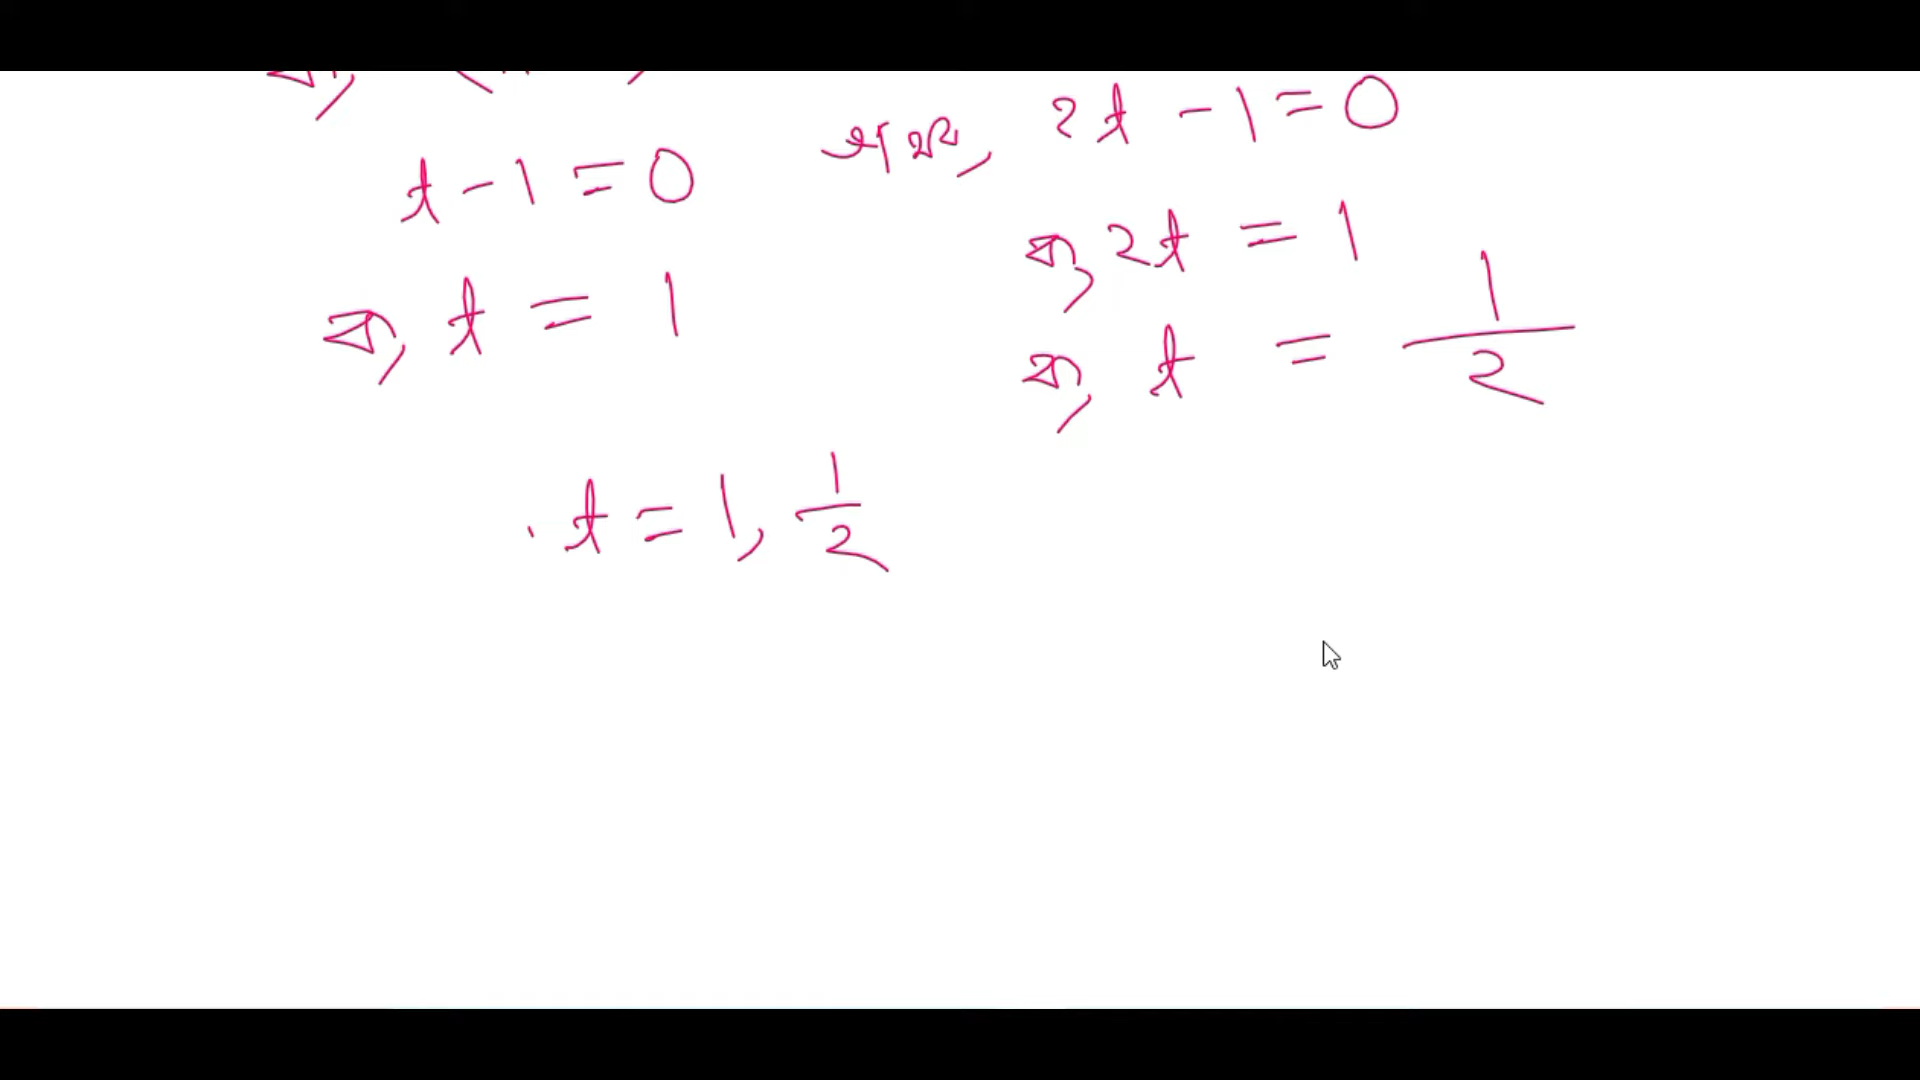 t - 1 = 0
বা, t = 1
অথবা, 2t - 1 = 0
বা, 2t = 1
বা, t = 1/2
∴ t = 1, 1/2